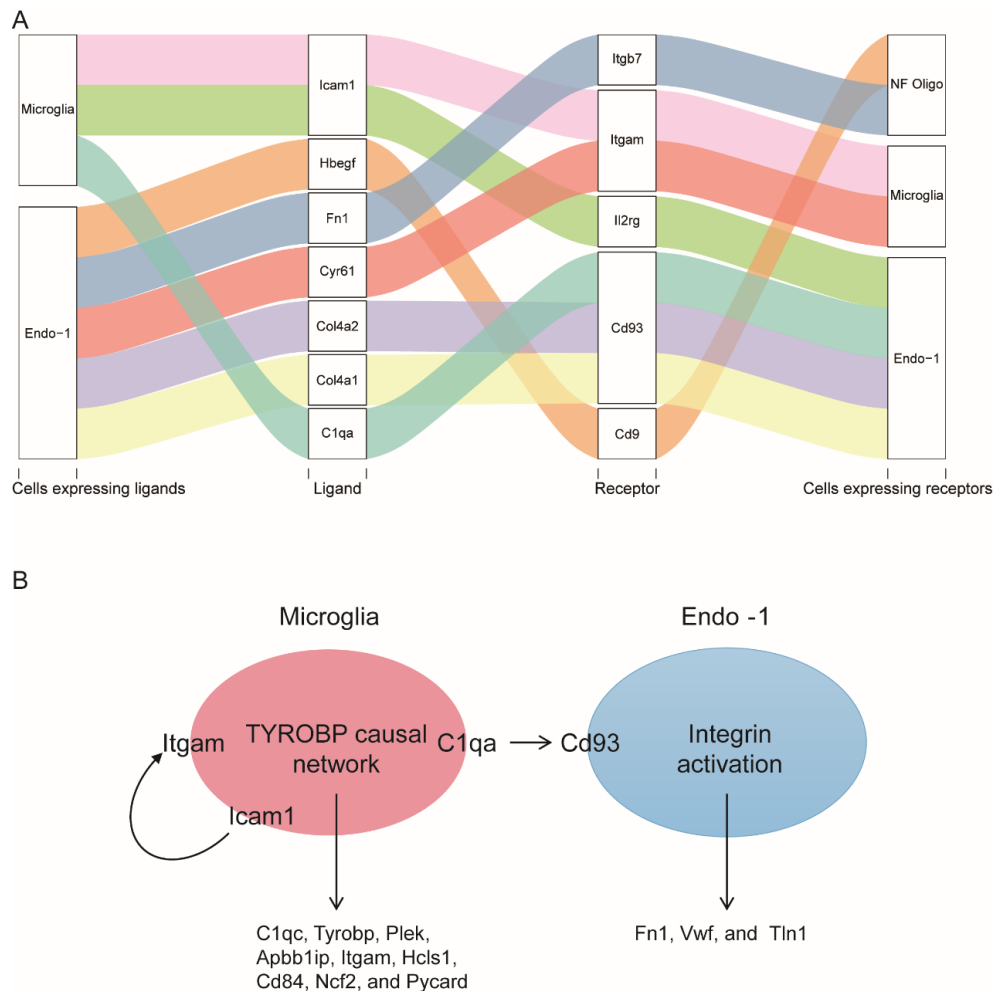 A
Microglia
Endo-1
Icam1
Hbegf
Fn1
Cyr61
Col4a2
Col4a1
C1qa
Itgb7
Itgam
Il2rg
Cd93
Cd9
NF Oligo
Microglia
Endo-1
Cells expressing ligands
Ligand
Receptor
Cells expressing receptors
B
Microglia
Endo -1
Itgam
TYROBP causal
network
C1qa
Cd93
Integrin
activation
Icam1
C1qc, Tyrobp, Plek,
Apbb1ip, Itgam, Hcls1,
Cd84, Ncf2, and Pycard
Fn1, Vwf, and Tln1